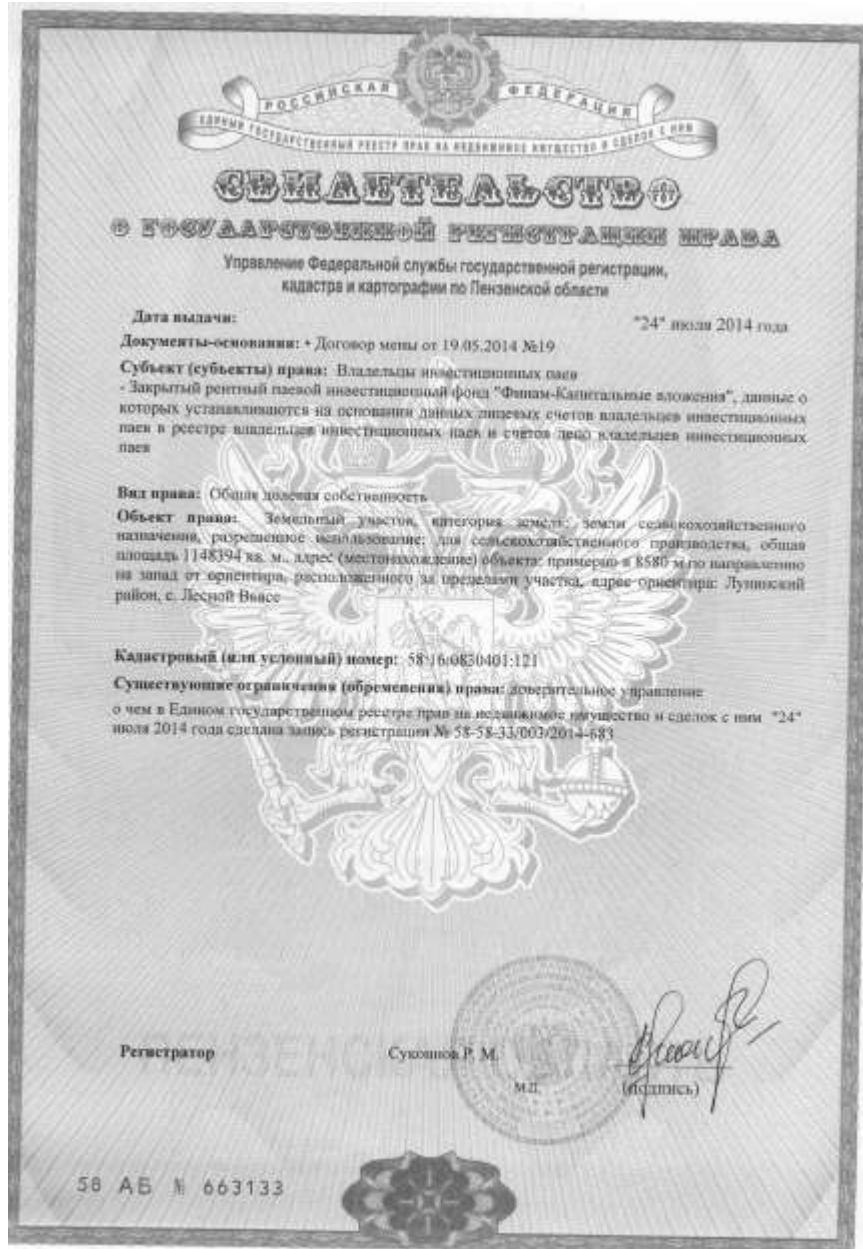 РОССИЙСКАЯ ФЕДЕРАЦИЯ
ЕДИНЫЙ ГОСУДАРСТВЕННЫЙ РЕЕСТР ПРАВ НА НЕДВИЖИМОЕ ИМУЩЕСТВО И СДЕЛОК С НИМ
СВИДЕТЕЛЬСТВО
О ГОСУДАРСТВЕННОЙ РЕГИСТРАЦИИ ПРАВА
Управление Федеральной службы государственной регистрации,
кадастра и картографии по Пензенской области
Дата выдачи: "24" июля 2014 года
Документы-основания: • Договор мены от 19.05.2014 №19
Субъект (субъекты) права: Владельцы инвестиционных паев
- Закрытый рентный паевой инвестиционный фонд "Финам-Капитальные вложения", данные о
которых устанавливаются на основании данных лицевых счетов владельцев инвестиционных
паев в реестре владельцев инвестиционных паев и счетов депо владельцев инвестиционных
паев
Вид права: Общая долевая собственность
Объект права: Земельный участок, категория земель: земли сельскохозяйственного
назначения, разрешенное использование: для сельскохозяйственного производства, общая
площадь 1148394 кв. м., адрес (местонахождение) объекта: примерно в 8580 м по направлению
на запад от ориентира, расположенного за пределами участка, адрес ориентира: Лунинский
район, с. Лесной Вьясс
Кадастровый (или условный) номер: 58:16:0830401:121
Существующие ограничения (обременения) права: доверительное управление
о чем в Едином государственном реестре прав на недвижимое имущество и сделок с ним "24"
июля 2014 года сделана запись регистрации № 58-58-33/003/2014-683
Регистратор Р. М.
М.П. (подпись)
58 АБ № 663133